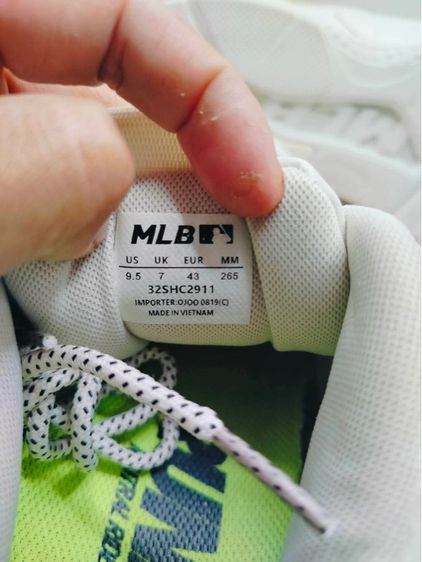 MLB
US UK EUR MM
9.5 7 43 265
32SHC2911
IMPORTER:OJOO 0819(C)
MADE IN VIETNAM